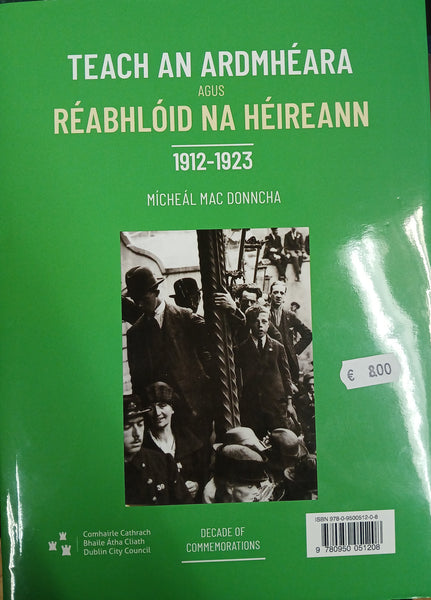 TEACH AN ARDMHÉARA
AGUS
RÉABHLÓID NA HÉIREANN
1912-1923
MÍCHEÁL MAC DONNCHA
€ 8.00
39
Comhairle Cathrach
Bhaile Átha Cliath
Dublin City Council
DECADE OF
COMMEMORATIONS
ISBN 978-0-9500512-0-8
9 780950 051208